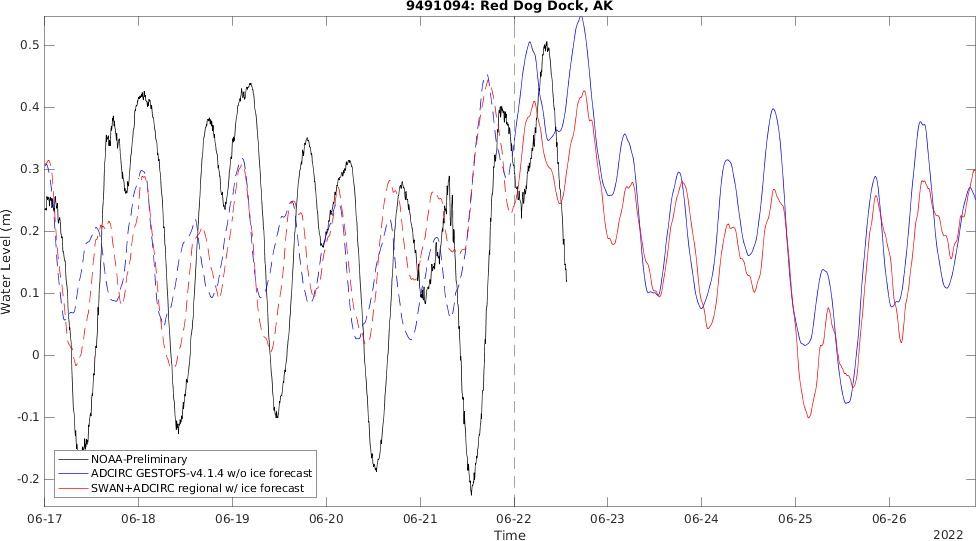 9491094: Red Dog Dock, AK
0.5
0.4
0.3
0.2
0.1
0
-0.1
-0.2
Water Level (m)
NOAA-Preliminary
ADCIRC GESTOFS-v4.1.4 w/o ice forecast
SWAN+ADCIRC regional w/ ice forecast
06-17 06-18 06-19 06-20 06-21 06-22 06-23 06-24 06-25 06-26
Time
2022